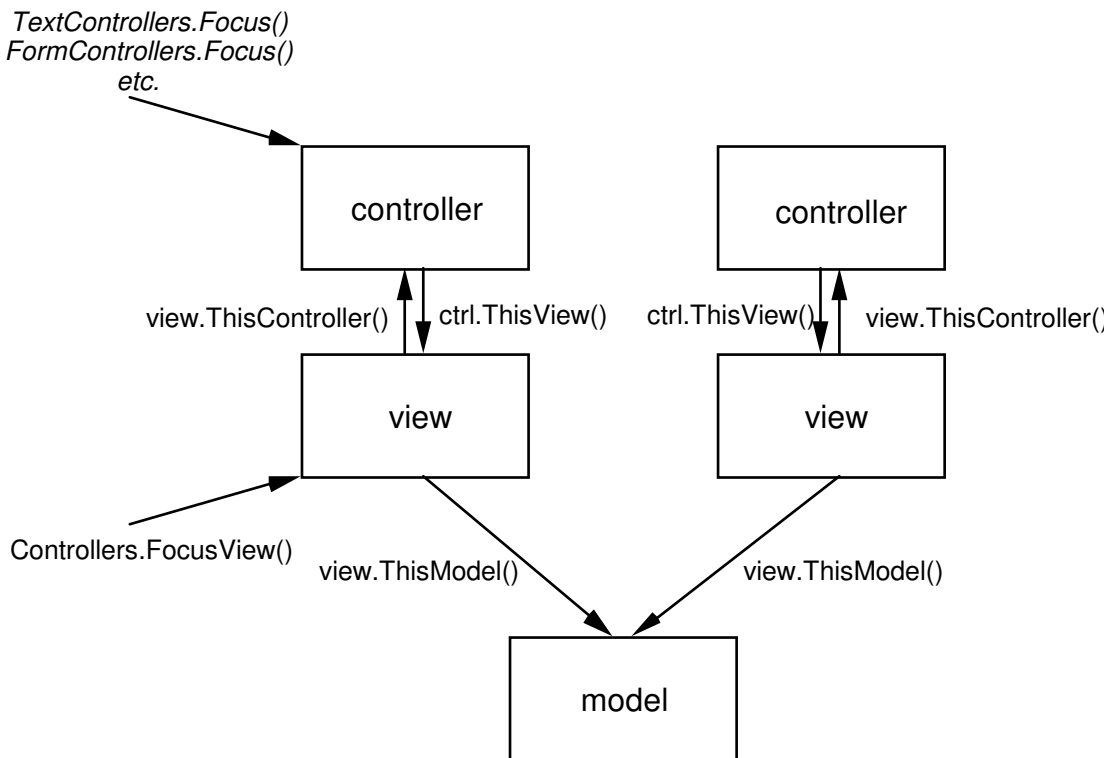 TextControllers.Focus()
FormControllers.Focus()
etc.
controller
controller
view.ThisController()
ctrl.ThisView()
ctrl.ThisView()
view.ThisController()
view
view
Controllers.FocusView()
view.ThisModel()
view.ThisModel()
model